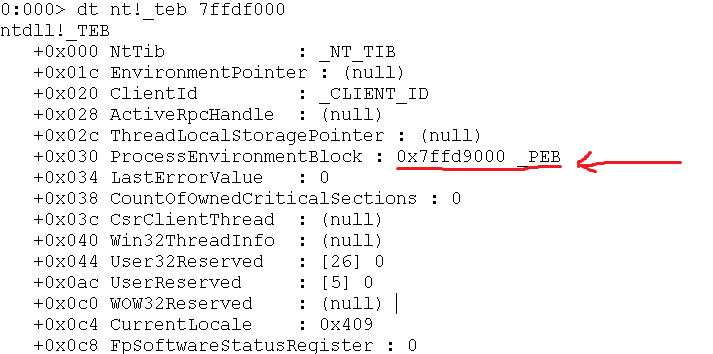 0:000> dt nt!_teb 7ffdf000
ntdll!_TEB
+0x000 NtTib : _NT_TIB
+0x01c EnvironmentPointer : (null)
+0x020 ClientId : _CLIENT_ID
+0x028 ActiveRpcHandle : (null)
+0x02c ThreadLocalStoragePointer : (null)
+0x030 ProcessEnvironmentBlock : 0x7ffd9000 _PEB
+0x034 LastErrorValue : 0
+0x038 CountOfOwnedCriticalSections : 0
+0x03c CsrClientThread : (null)
+0x040 Win32ThreadInfo : (null)
+0x044 User32Reserved : [26] 0
+0x0ac UserReserved : [5] 0
+0x0c0 WOW32Reserved : (null)
+0x0c4 CurrentLocale : 0x409
+0x0c8 FpSoftwareStatusRegister : 0